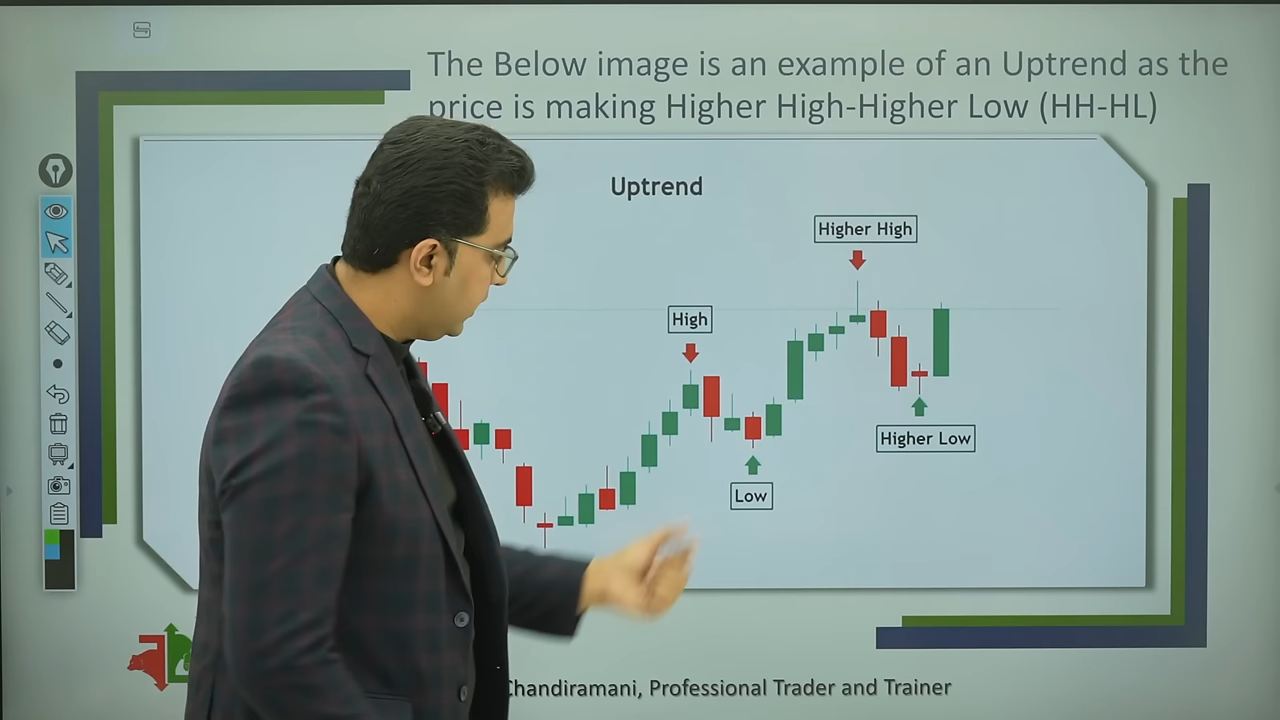 The Below image is an example of an Uptrend as the
price is making Higher High-Higher Low (HH-HL)
Uptrend
Higher High
High
Higher Low
Low
Chandiramani, Professional Trader and Trainer